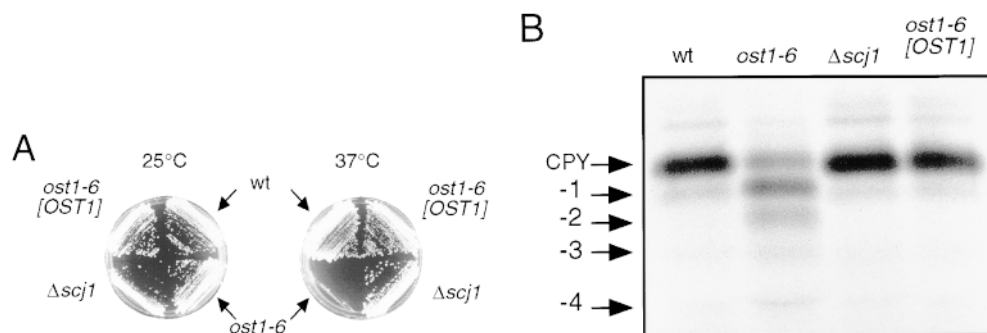 A
25°C
37°C
ost1-6
[OST1]
wt
ost1-6
[OST1]
Δscj1
ost1-6
Δscj1
B
wt
ost1-6
Δscj1
ost1-6
[OST1]
CPY
-1
-2
-3
-4